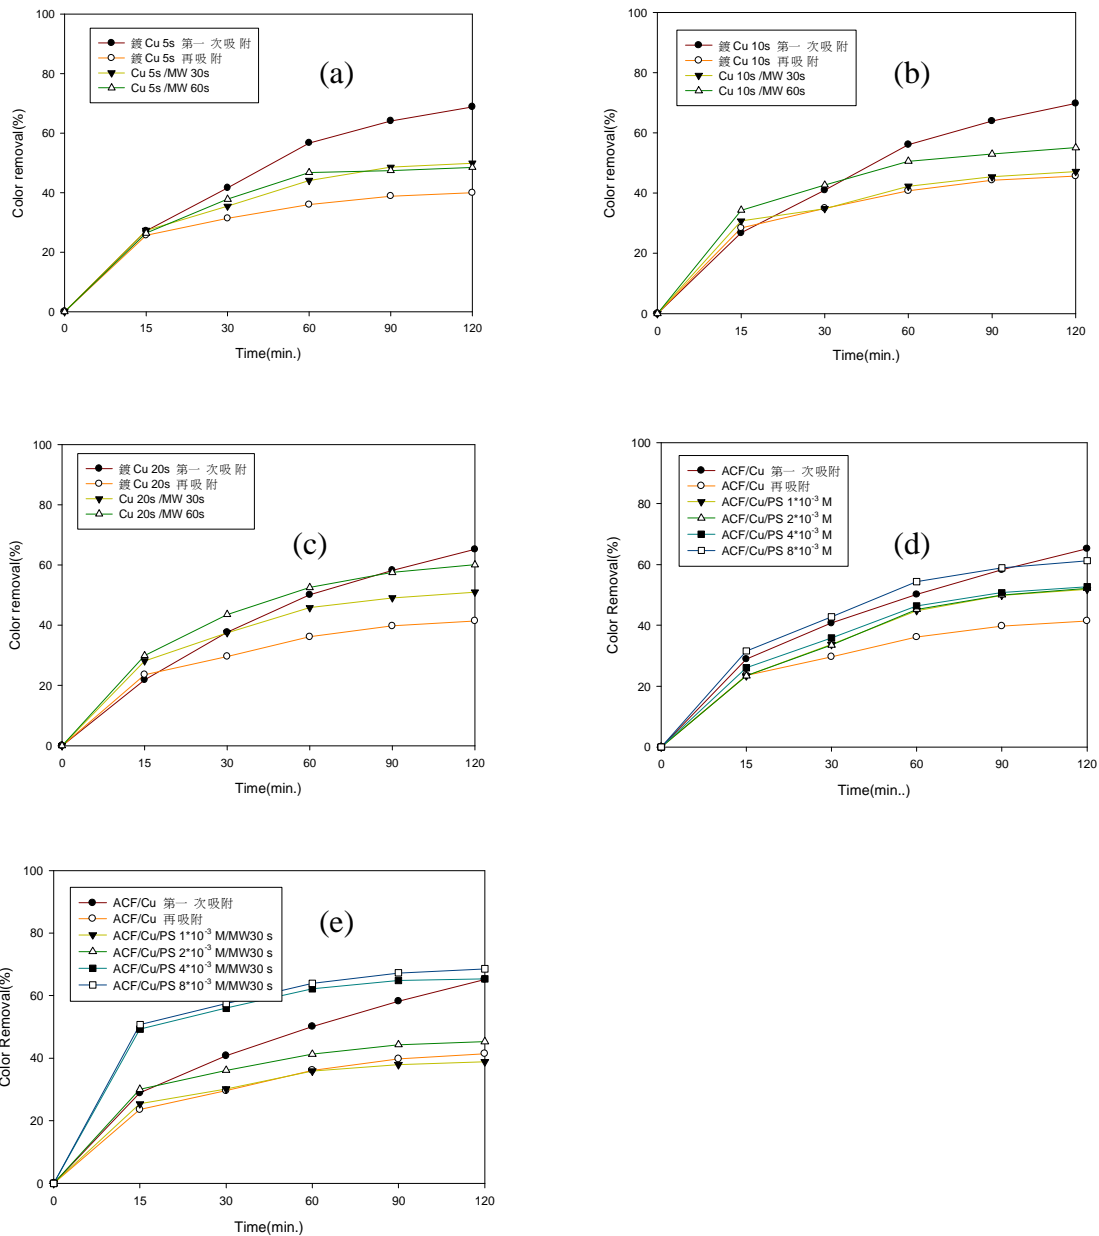 100
80
60
40
20
0
Color removal(%)
鍍 Cu 5s 第一 次吸 附
鍍 Cu 5s 再吸 附
Cu 5s /MW 30s
Cu 5s /MW 60s
(a)
0 15 30 60 90 120
Time(min.)
100
80
60
40
20
0
Color removal(%)
鍍 Cu 10s 第一 次吸 附
鍍 Cu 10s 再吸 附
Cu 10s /MW 30s
Cu 10s /MW 60s
(b)
0 15 30 60 90 120
Time(min.)
100
80
60
40
20
0
Color removal(%)
鍍 Cu 20s 第一 次吸 附
鍍 Cu 20s 再吸 附
Cu 20s /MW 30s
Cu 20s /MW 60s
(c)
0 15 30 60 90 120
Time(min.)
100
80
60
40
20
0
Color Removal(%)
ACF/Cu 第一 次吸附
ACF/Cu 再吸附
ACF/Cu/PS 1*10-3 M
ACF/Cu/PS 2*10-3 M
ACF/Cu/PS 4*10-3 M
ACF/Cu/PS 8*10-3 M
(d)
0 15 30 60 90 120
Time(min..)
100
80
60
40
20
0
Color Removal(%)
ACF/Cu 第一 次吸附
ACF/Cu 再吸附
ACF/Cu/PS 1*10-3 M/MW30 s
ACF/Cu/PS 2*10-3 M/MW30 s
ACF/Cu/PS 4*10-3 M/MW30 s
ACF/Cu/PS 8*10-3 M/MW30 s
(e)
0 15 30 60 90 120
Time(min.)